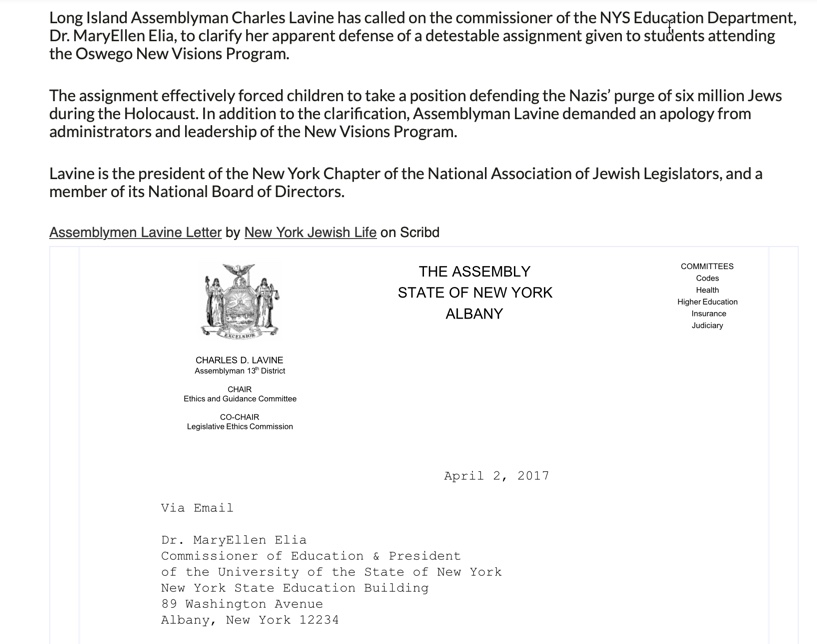 Long Island Assemblyman Charles Lavine has called on the commissioner of the NYS Education Department,
Dr. MaryEllen Elia, to clarify her apparent defense of a detestable assignment given to students attending
the Oswego New Visions Program.
The assignment effectively forced children to take a position defending the Nazis’ purge of six million Jews
during the Holocaust. In addition to the clarification, Assemblyman Lavine demanded an apology from
administrators and leadership of the New Visions Program.
Lavine is the president of the New York Chapter of the National Association of Jewish Legislators, and a
member of its National Board of Directors.
Assemblymen Lavine Letter by New York Jewish Life on Scribd
EXCELSIOR
CHARLES D. LAVINE
Assemblyman 13th District
CHAIR
Ethics and Guidance Committee
CO-CHAIR
Legislative Ethics Commission
THE ASSEMBLY
STATE OF NEW YORK
ALBANY
COMMITTEES
Codes
Health
Higher Education
Insurance
Judiciary
April 2, 2017
Via Email
Dr. MaryEllen Elia
Commissioner of Education & President
of the University of the State of New York
New York State Education Building
89 Washington Avenue
Albany, New York 12234